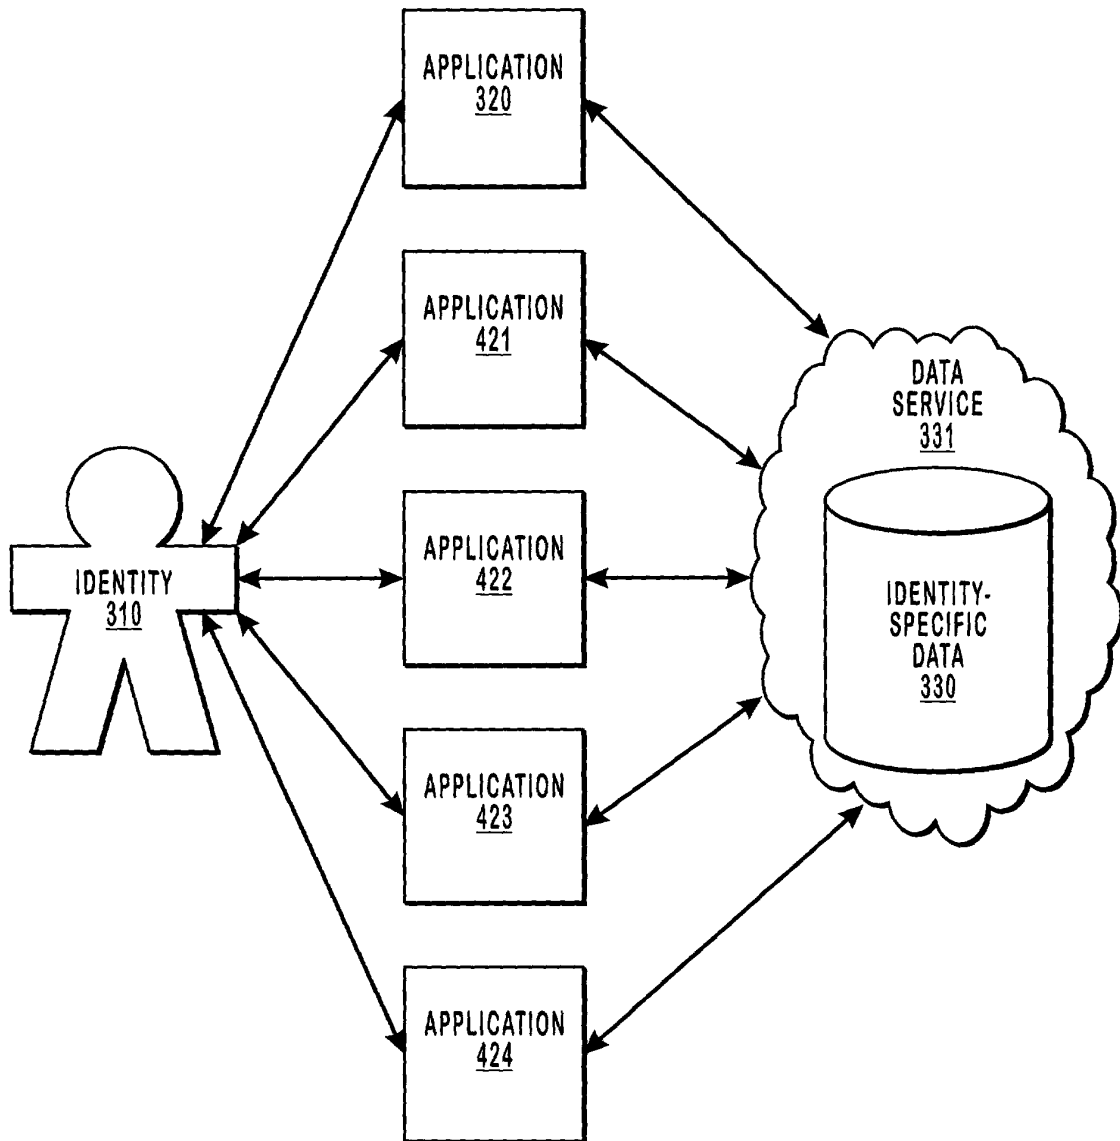 APPLICATION
320
APPLICATION
421
DATA
SERVICE
331
APPLICATION
422
IDENTITY
310
IDENTITY-
SPECIFIC
DATA
330
APPLICATION
423
APPLICATION
424